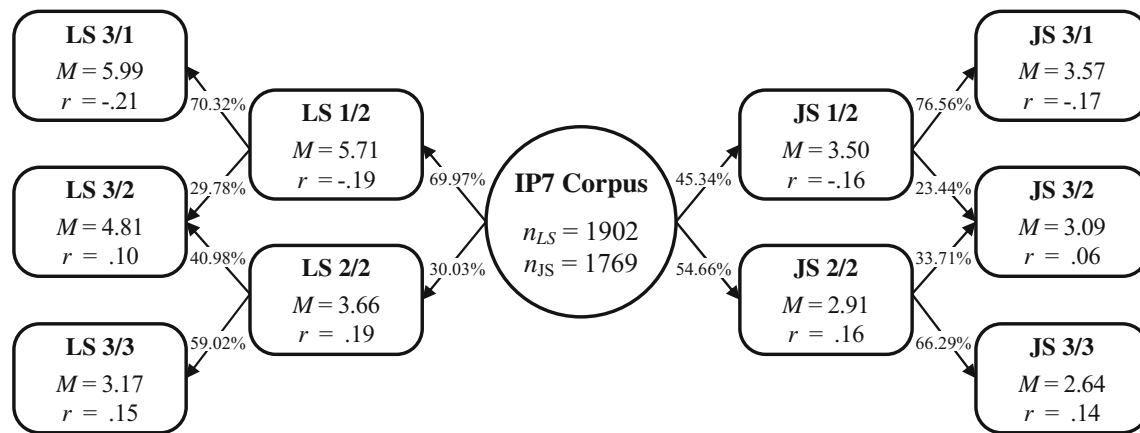 LS 3/1
M = 5.99
r = -.21
LS 3/2
M = 4.81
r = .10
LS 3/3
M = 3.17
r = .15
70.32%
29.78%
40.98%
59.02%
LS 1/2
M = 5.71
r = -.19
LS 2/2
M = 3.66
r = .19
69.97%
30.03%
IP7 Corpus
nLS = 1902
nJS = 1769
45.34%
54.66%
JS 1/2
M = 3.50
r = -.16
JS 2/2
M = 2.91
r = .16
76.56%
23.44%
33.71%
66.29%
JS 3/1
M = 3.57
r = -.17
JS 3/2
M = 3.09
r = .06
JS 3/3
M = 2.64
r = .14